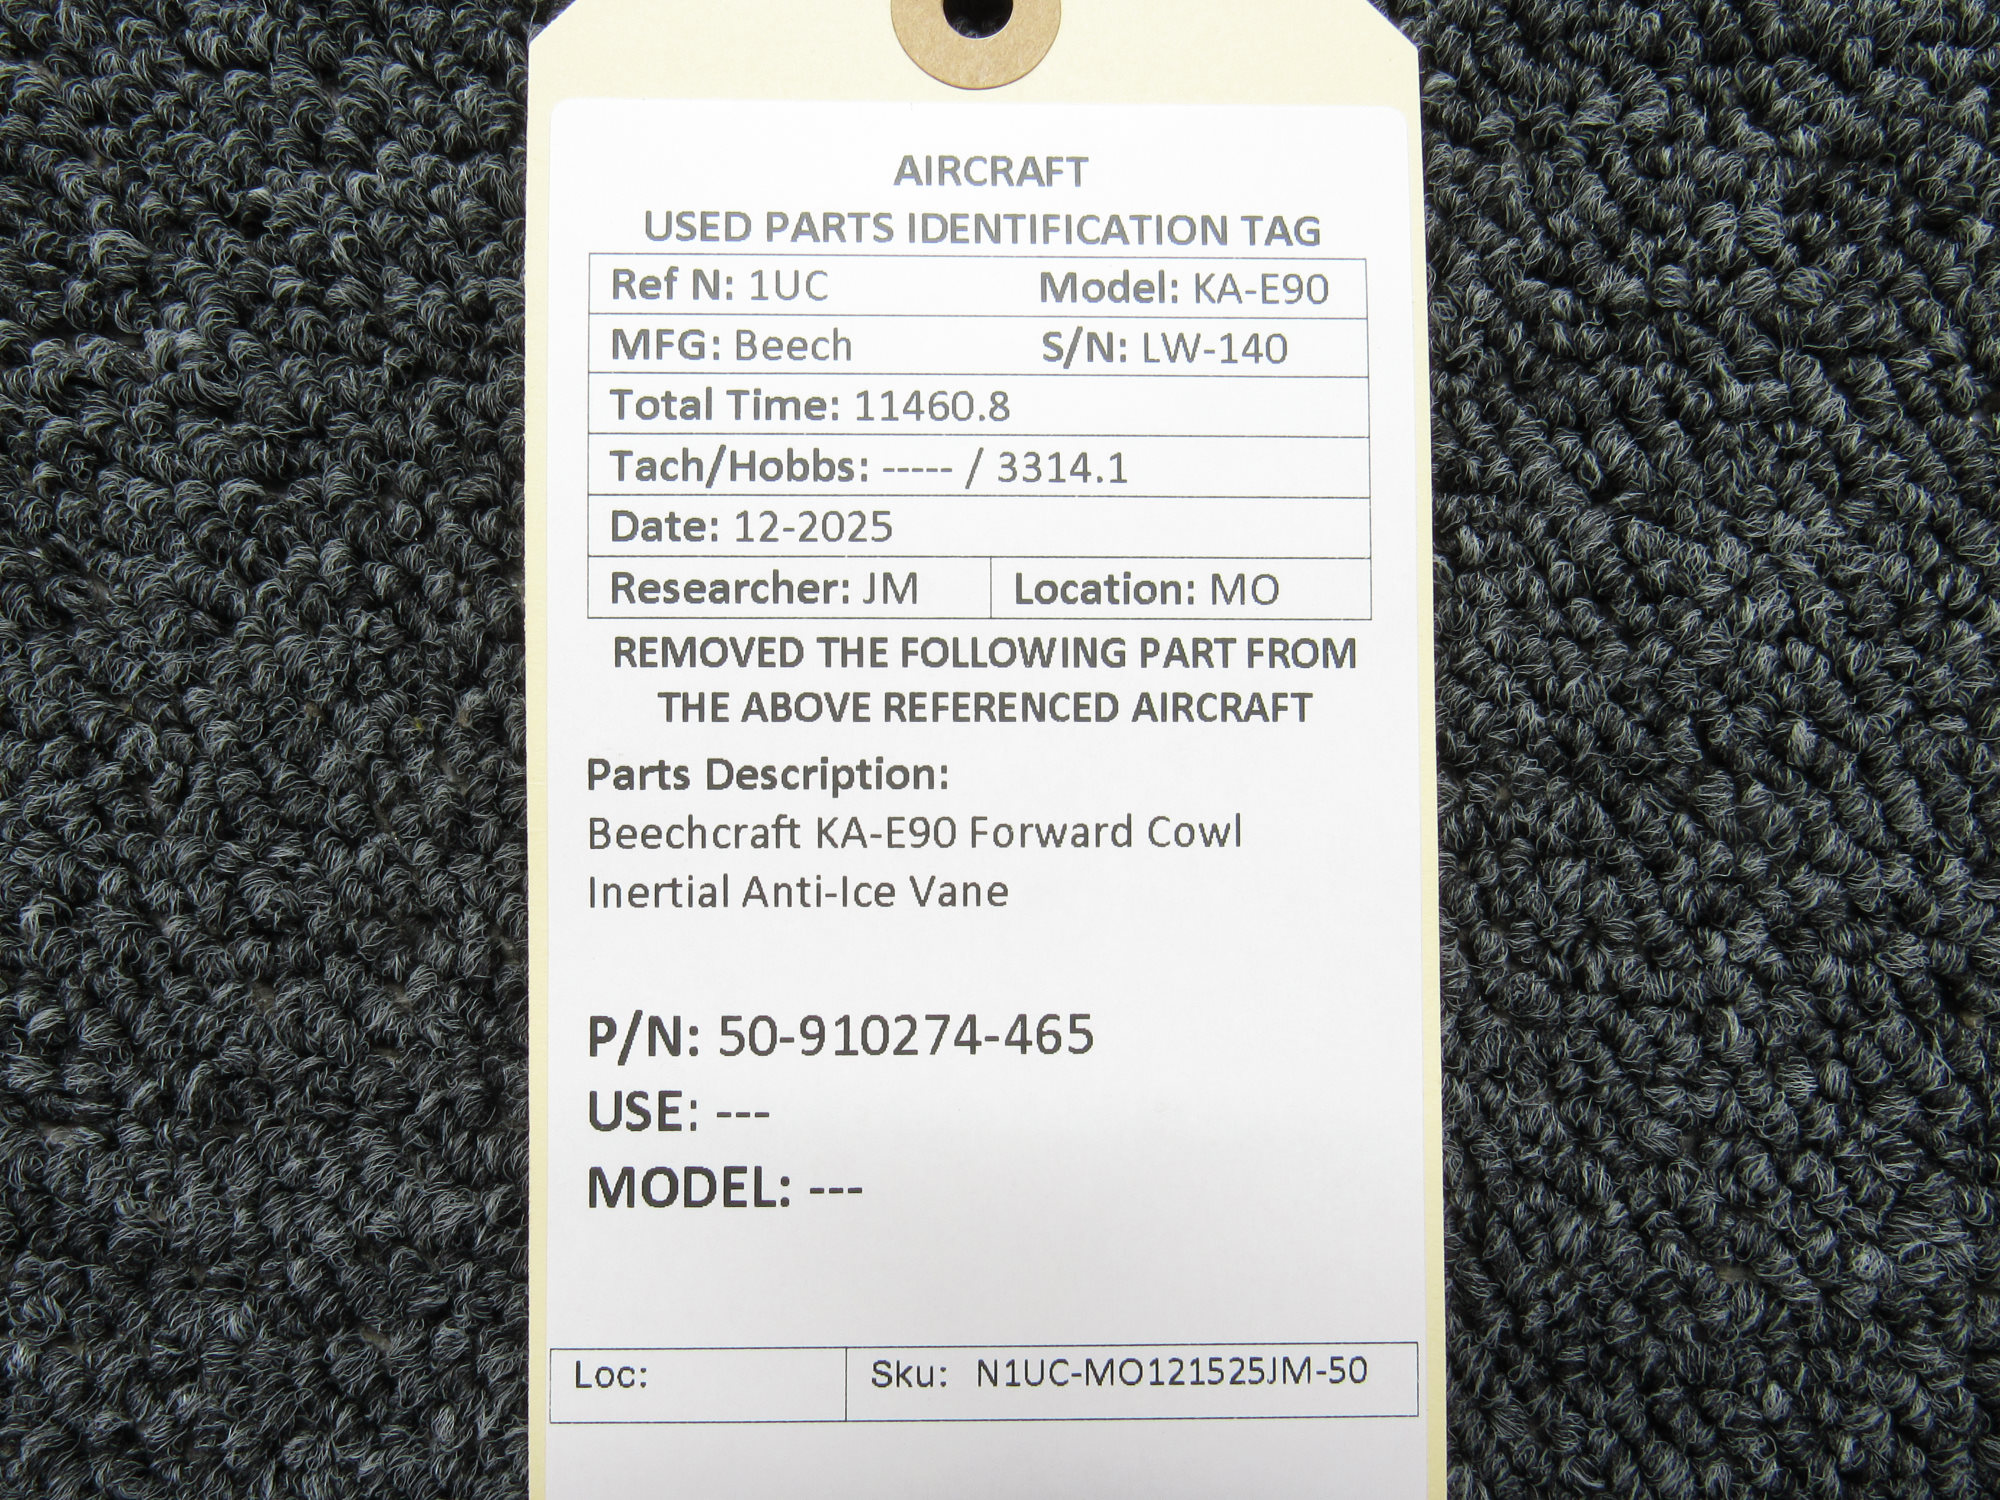 AIRCRAFT
USED PARTS IDENTIFICATION TAG
Ref N: 1UC Model: KA-E90
MFG: Beech S/N: LW-140
Total Time: 11460.8
Tach/Hobbs: ----- / 3314.1
Date: 12-2025
Researcher: JM Location: MO
REMOVED THE FOLLOWING PART FROM
THE ABOVE REFERENCED AIRCRAFT
Parts Description:
Beechcraft KA-E90 Forward Cowl
Inertial Anti-Ice Vane
P/N: 50-910274-465
USE: ---
MODEL: ---
Loc: Sku: N1UC-MO121525JM-50